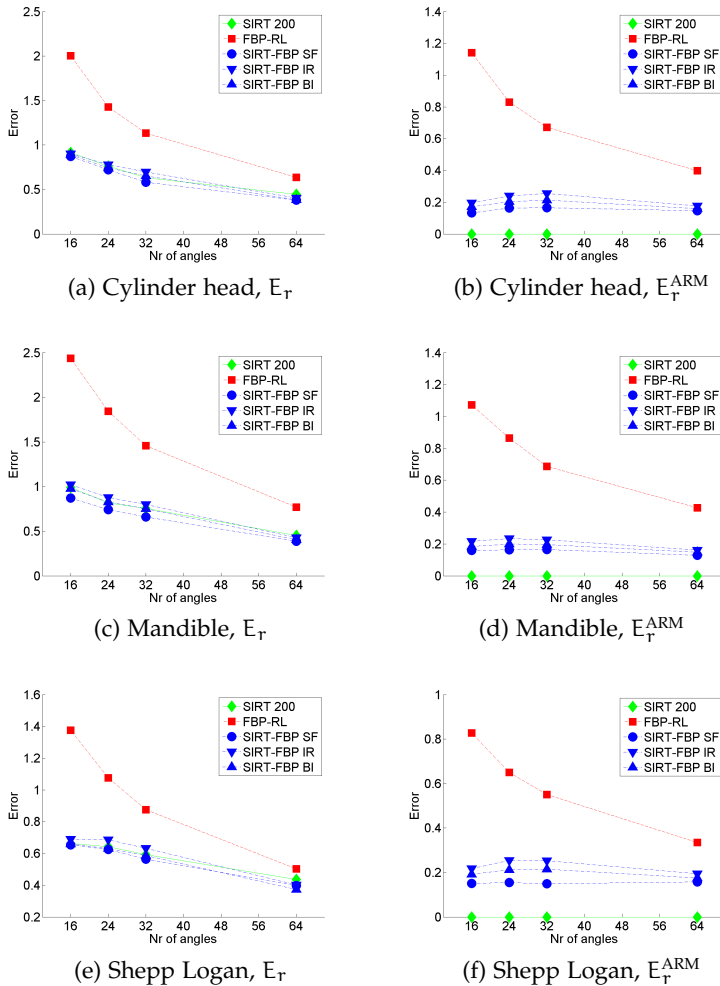 2.5
2
1.5
1
0.5
0
Error
16 24 32 40 48 56 64
Nr of angles
SIRT 200
FBP-RL
SIRT-FBP SF
SIRT-FBP IR
SIRT-FBP BI
(a) Cylinder head, E_r
1.4
1.2
1
0.8
0.6
0.4
0.2
0
Error
16 24 32 40 48 56 64
Nr of angles
SIRT 200
FBP-RL
SIRT-FBP SF
SIRT-FBP IR
SIRT-FBP BI
(b) Cylinder head, E_r^ARM
2.5
2
1.5
1
0.5
0
Error
16 24 32 40 48 56 64
Nr of angles
SIRT 200
FBP-RL
SIRT-FBP SF
SIRT-FBP IR
SIRT-FBP BI
(c) Mandible, E_r
1.4
1.2
1
0.8
0.6
0.4
0.2
0
Error
16 24 32 40 48 56 64
Nr of angles
SIRT 200
FBP-RL
SIRT-FBP SF
SIRT-FBP IR
SIRT-FBP BI
(d) Mandible, E_r^ARM
1.6
1.4
1.2
1
0.8
0.6
0.4
0.2
Error
16 24 32 40 48 56 64
Nr of angles
SIRT 200
FBP-RL
SIRT-FBP SF
SIRT-FBP IR
SIRT-FBP BI
(e) Shepp Logan, E_r
1
0.8
0.6
0.4
0.2
0
Error
16 24 32 40 48 56 64
Nr of angles
SIRT 200
FBP-RL
SIRT-FBP SF
SIRT-FBP IR
SIRT-FBP BI
(f) Shepp Logan, E_r^ARM